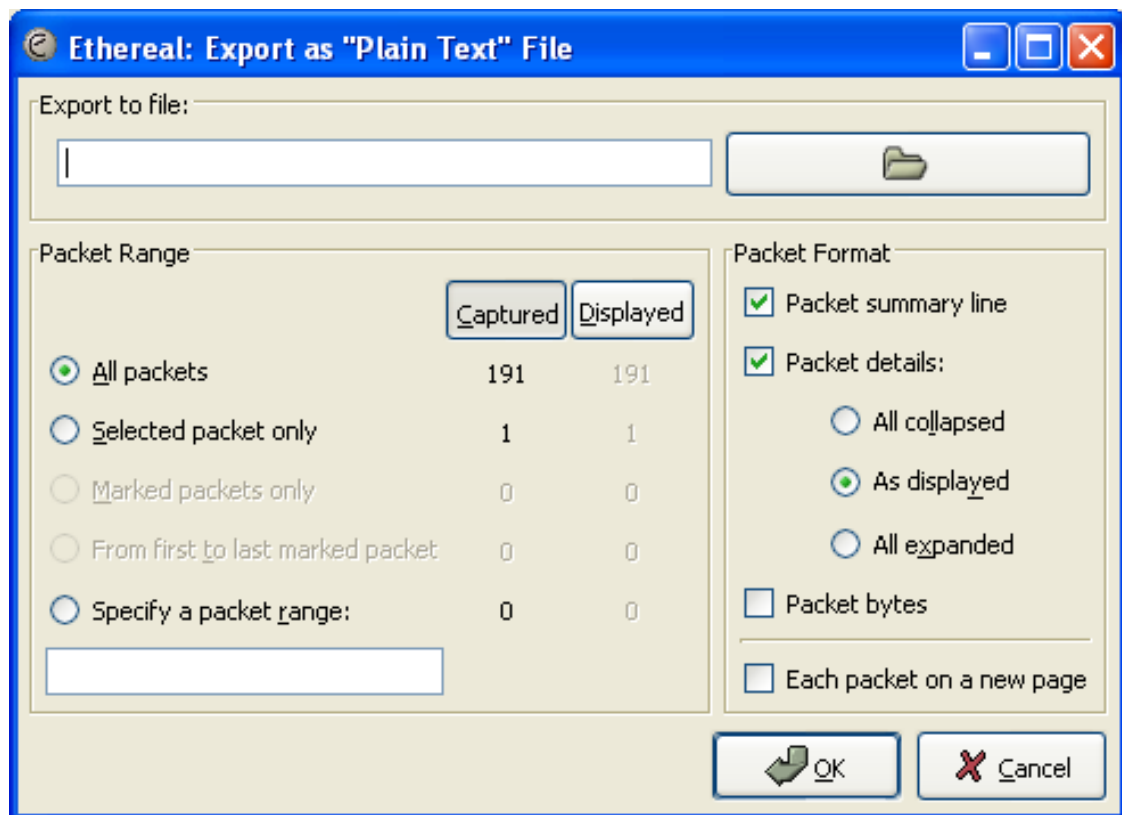 Ethereal: Export as "Plain Text" File
Export to file:
Packet Range
Captured Displayed
All packets 191 191
Selected packet only 1 1
Marked packets only 0 0
From first to last marked packet 0 0
Specify a packet range: 0 0
Packet Format
Packet summary line
Packet details:
All collapsed
As displayed
All expanded
Packet bytes
Each packet on a new page
OK Cancel